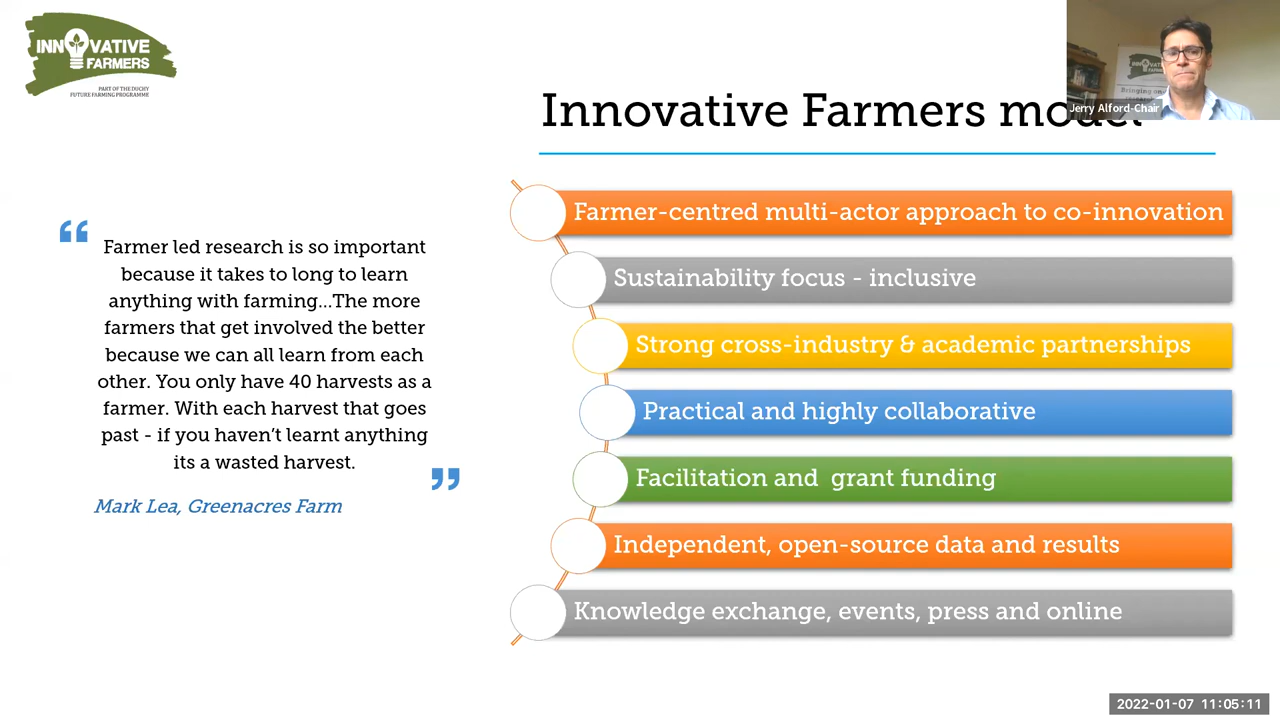 INNOVATIVE
FARMERS
PART OF THE DUCHY
FUTURE FARMING PROGRAMME
Innovative Farmers model
Jerry Alford-Chair
“
Farmer led research is so important
because it takes to long to learn
anything with farming...The more
farmers that get involved the better
because we can all learn from each
other. You only have 40 harvests as a
farmer. With each harvest that goes
past - if you haven’t learnt anything
its a wasted harvest.
”
Mark Lea, Greenacres Farm
Farmer-centred multi-actor approach to co-innovation
Sustainability focus - inclusive
Strong cross-industry & academic partnerships
Practical and highly collaborative
Facilitation and grant funding
Independent, open-source data and results
Knowledge exchange, events, press and online
2022-01-07 11:05:11